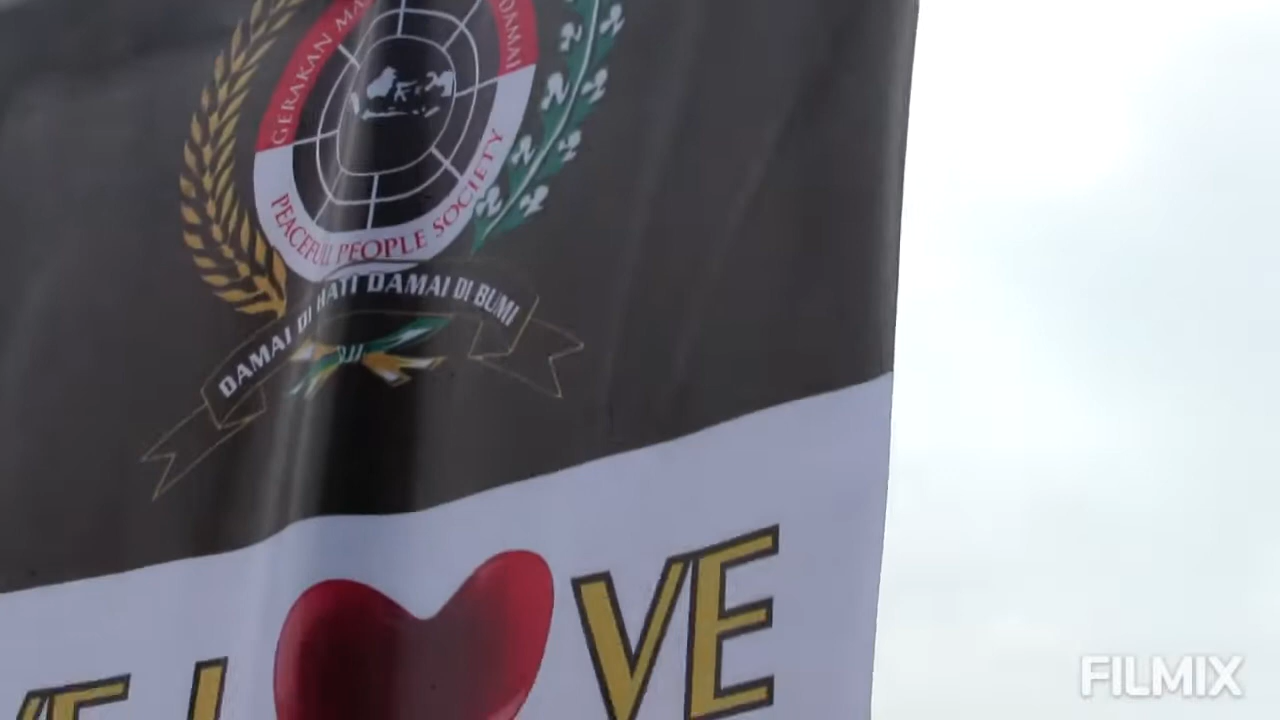 GERAKAN MA DAMAI
PEACEFULL PEOPLE SOCIETY
DAMAI DI HATI DAMAI DI BUMI
VE
FILMIX